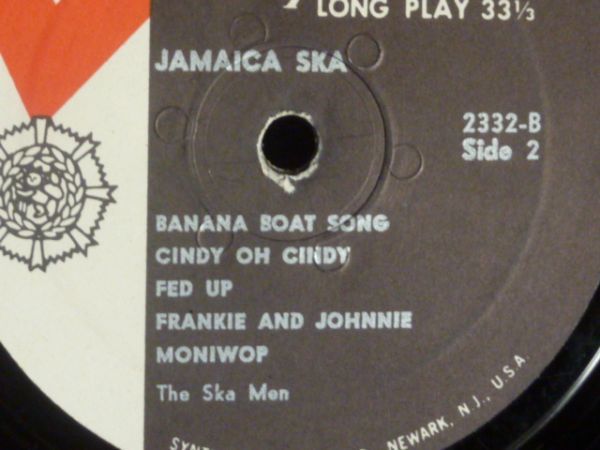 LONG PLAY 33⅓
JAMAICA SKA
2332-B
Side 2
BANANA BOAT SONG
CINDY OH CINDY
FED UP
FRANKIE AND JOHNNIE
MONIWOP
The Ska Men
NEWARK, N.J., U.S.A.